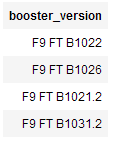 booster_version
F9 FT B1022
F9 FT B1026
F9 FT B1021.2
F9 FT B1031.2